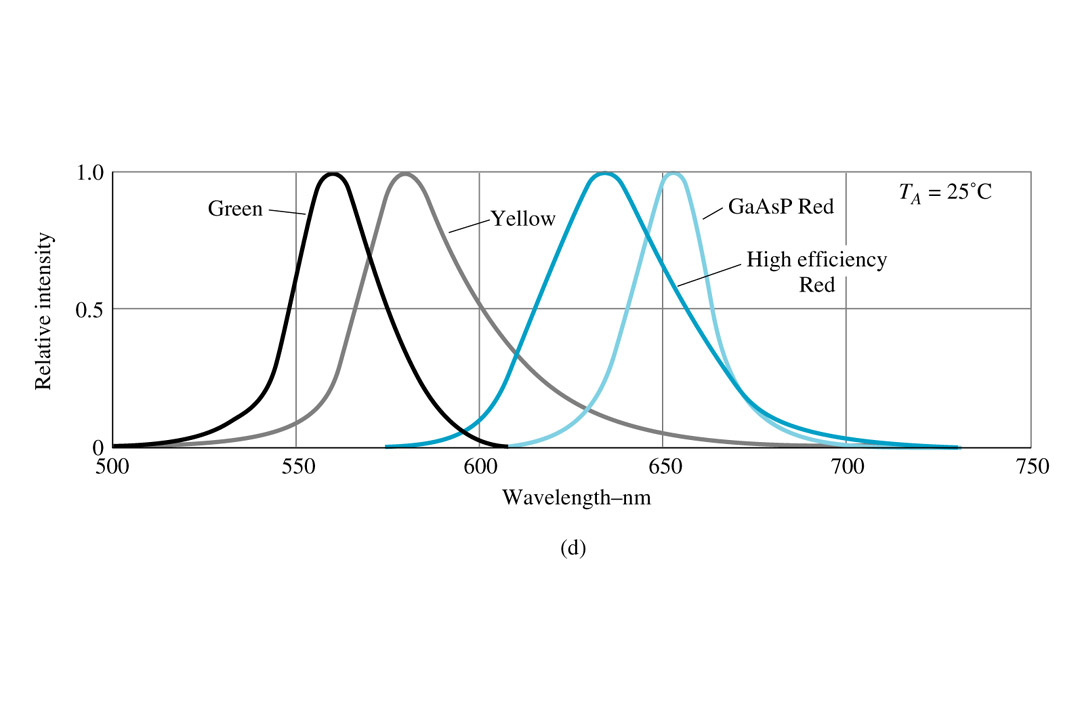 1.0
T_A = 25˚C
Green
GaAsP Red
Yellow
High efficiency
Red
0.5
Relative intensity
0
500 550 600 650 700 750
Wavelength–nm
(d)